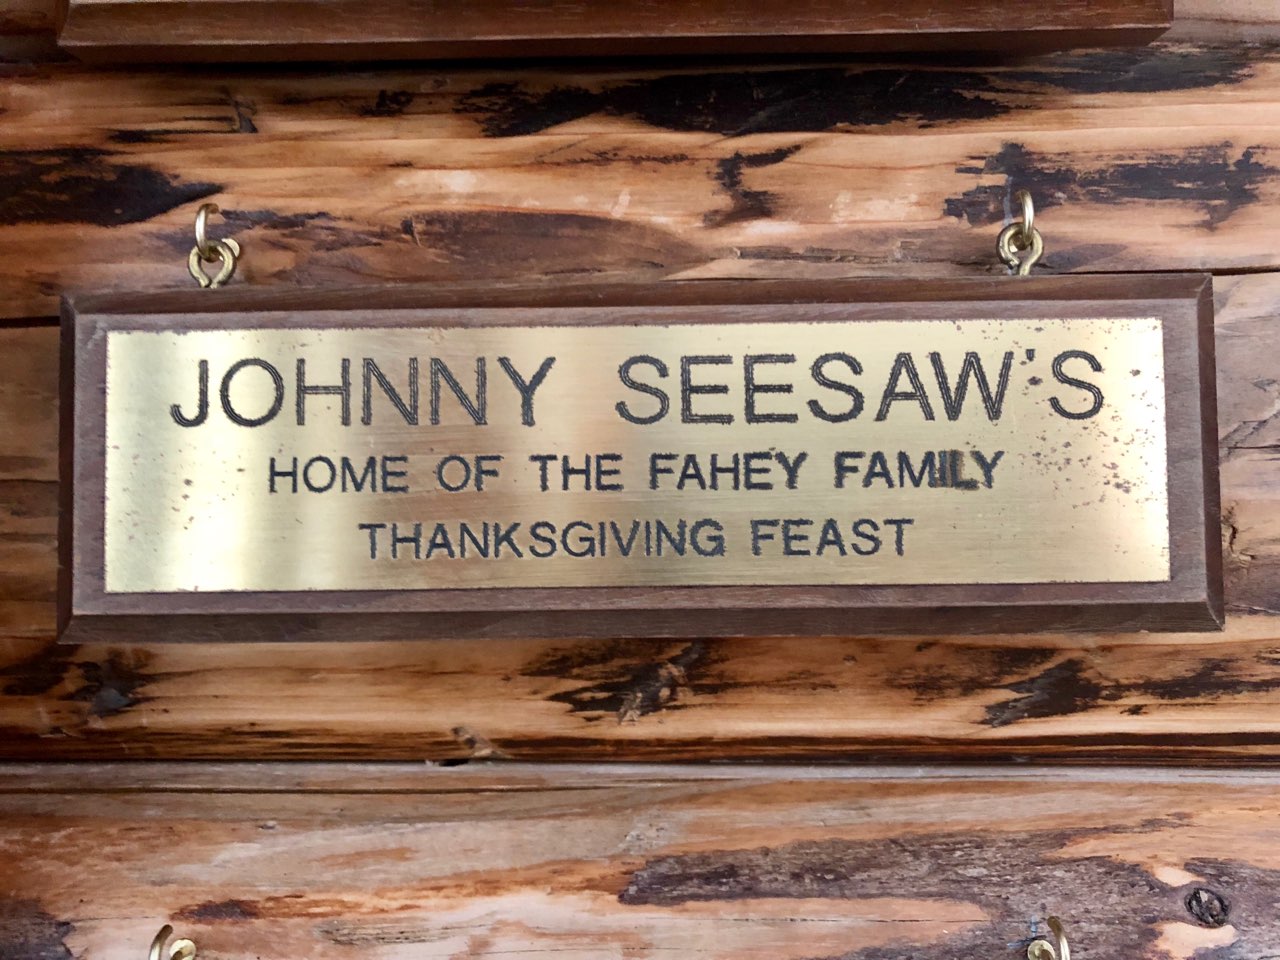 JOHNNY SEESAW'S
HOME OF THE FAHEY FAMILY
THANKSGIVING FEAST